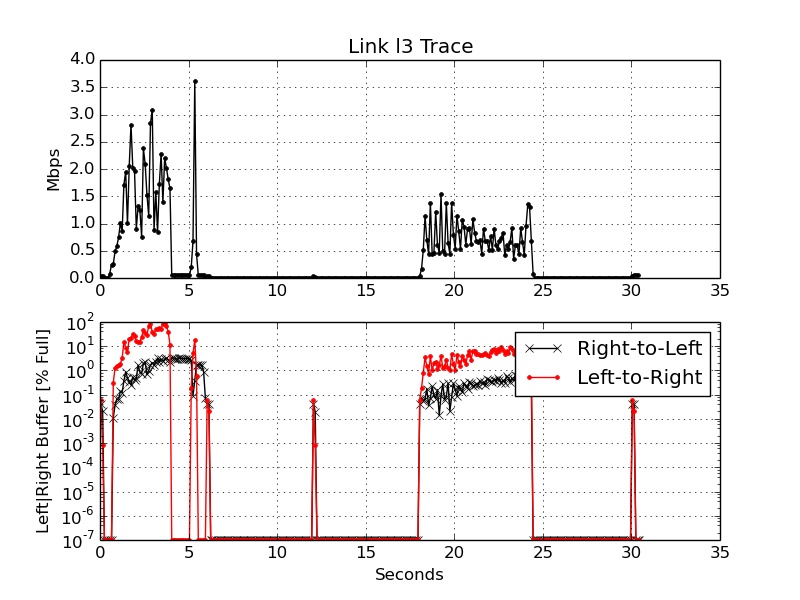 Link l3 Trace
Mbps
4.0
3.5
3.0
2.5
2.0
1.5
1.0
0.5
0.0
0 5 10 15 20 25 30 35
Left|Right Buffer [% Full]
10^2
10^1
10^0
10^-1
10^-2
10^-3
10^-4
10^-5
10^-6
10^-7
Right-to-Left
Left-to-Right
0 5 10 15 20 25 30 35
Seconds